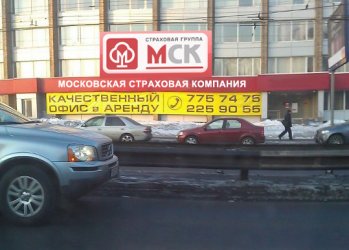 СТРАХОВАЯ ГРУППА
МСК
МОСКОВСКАЯ СТРАХОВАЯ КОМПАНИЯ
КАЧЕСТВЕННЫЙ 775 74 75
ОФИС в АРЕНДУ 225 90 55